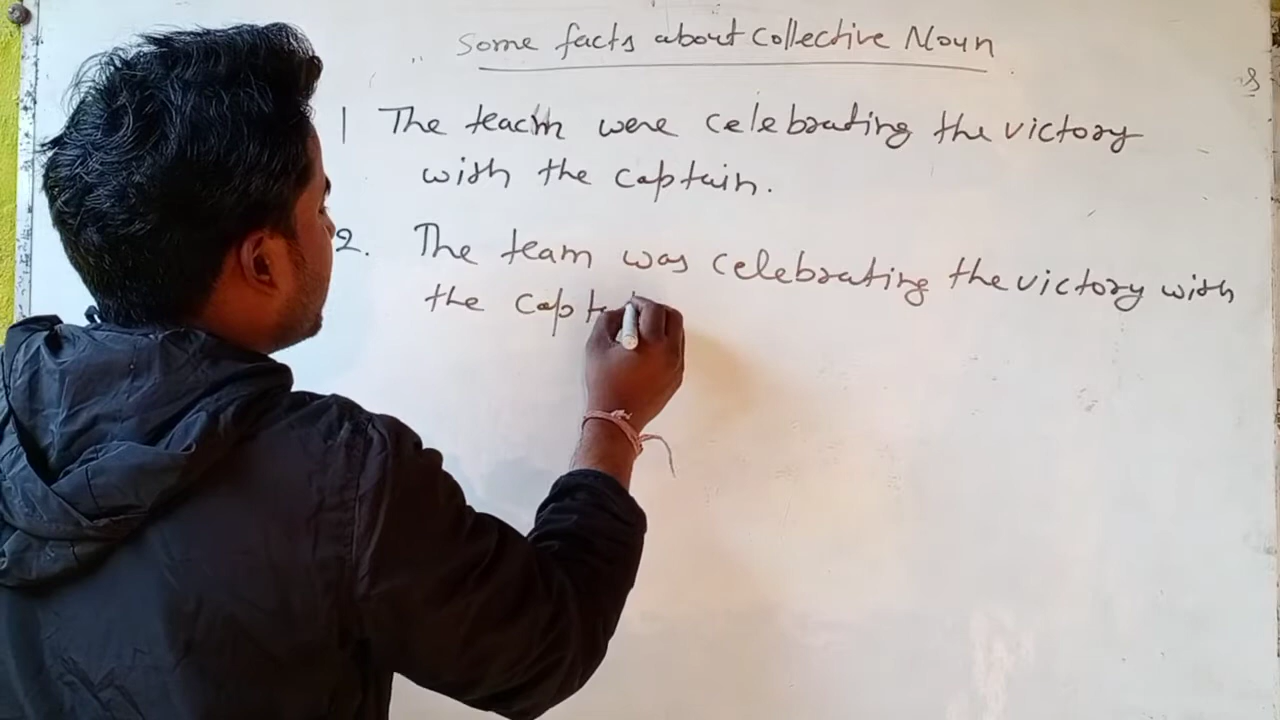 Some facts about Collective Noun
1 The team were celebrating the victory
with the captain.
2. The team was celebrating the victory with
the capt